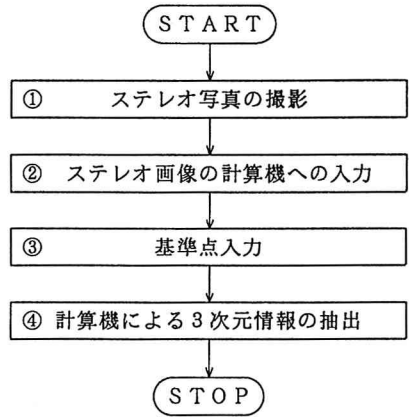 START
① ステレオ写真の撮影
② ステレオ画像の計算機への入力
③ 基準点入力
④ 計算機による3次元情報の抽出
STOP